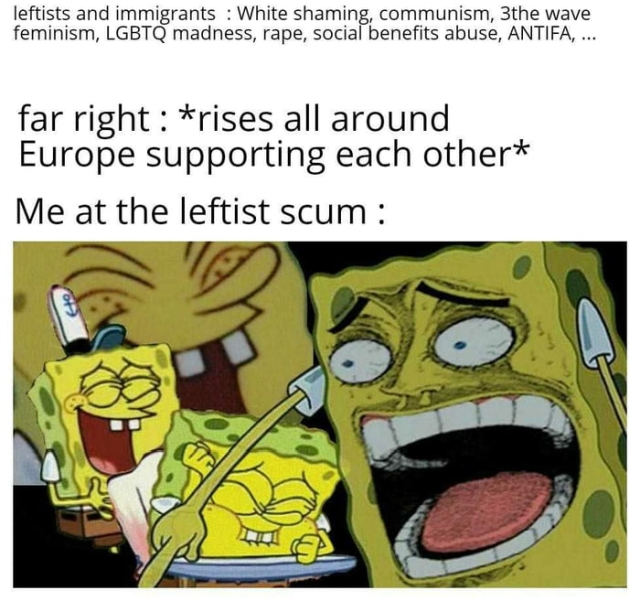 leftists and immigrants  : White shaming, communism, 3the wave
feminism, LGBTQ madness, rape, social benefits abuse, ANTIFA, ...
far right : *rises all around
Europe supporting each other*
Me at the leftist scum :